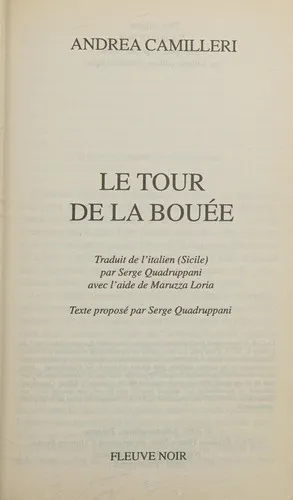 ANDREA CAMILLERI
LE TOUR
DE LA BOUÉE
Traduit de l'italien (Sicile)
par Serge Quadruppani
avec l'aide de Maruzza Loria
Texte proposé par Serge Quadruppani
FLEUVE NOIR